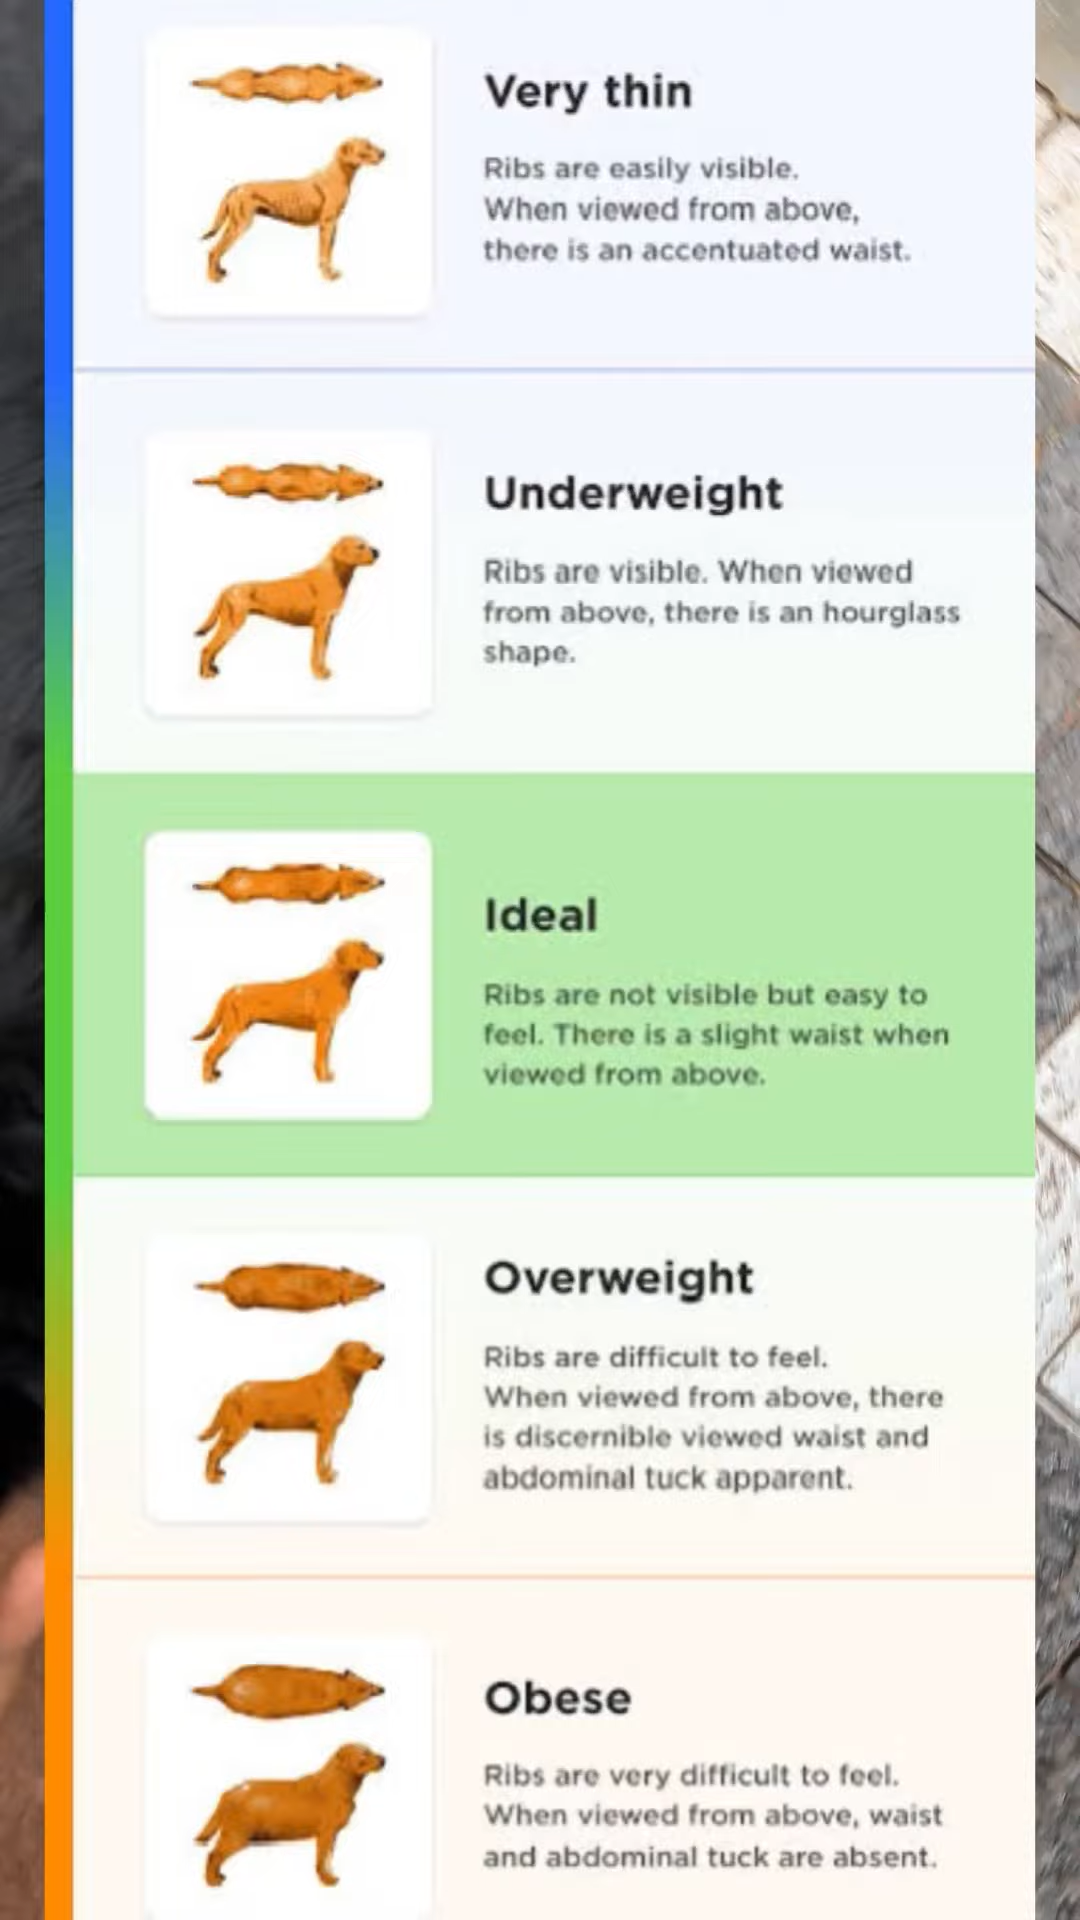 Very thin
Ribs are easily visible.
When viewed from above,
there is an accentuated waist.
Underweight
Ribs are visible. When viewed
from above, there is an hourglass
shape.
Ideal
Ribs are not visible but easy to
feel. There is a slight waist when
viewed from above.
Overweight
Ribs are difficult to feel.
When viewed from above, there
is discernible viewed waist and
abdominal tuck apparent.
Obese
Ribs are very difficult to feel.
When viewed from above, waist
and abdominal tuck are absent.